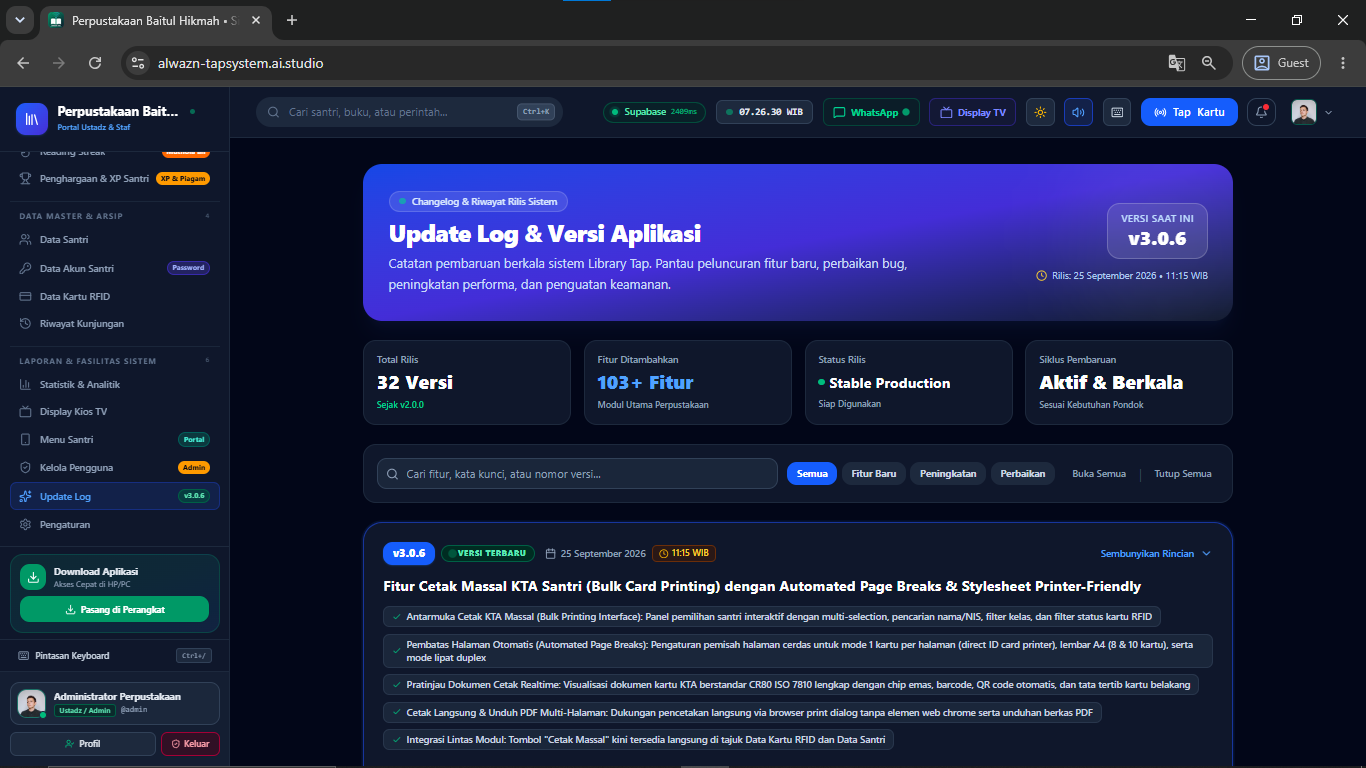 Perpustakaan Baitul Hikmah • S
alwazn-tapsystem.ai.studio
Guest
Perpustakaan Bait...
Portal Ustadz & Staf
Cari santri, buku, atau perintah...
Ctrl+K
Supabase 2409ms
07.26.30 WIB
WhatsApp
Display TV
Tap Kartu
Reading Streak
Penghargaan & XP Santri
XP & Piagam
DATA MASTER & ARSIP
4
Data Santri
Data Akun Santri
Password
Data Kartu RFID
Riwayat Kunjungan
LAPORAN & FASILITAS SISTEM
Statistik & Analitik
Display Kios TV
Menu Santri
Portal
Kelola Pengguna
Admin
Update Log
v3.0.6
Pengaturan
Download Aplikasi
Akses Cepat di HP/PC
Pasang di Perangkat
Pintasan Keyboard
Ctrl+/
Administrator Perpustakaan
Ustadz / Admin
@admin
Profil
Keluar
Changelog & Riwayat Rilis Sistem
Update Log & Versi Aplikasi
Catatan pembaruan berkala sistem Library Tap. Pantau peluncuran fitur baru, perbaikan bug,
peningkatan performa, dan penguatan keamanan.
VERSI SAAT INI
v3.0.6
Rilis: 25 September 2026 • 11:15 WIB
Total Rilis
32 Versi
Sejak v2.0.0
Fitur Ditambahkan
103+ Fitur
Modul Utama Perpustakaan
Status Rilis
Stable Production
Siap Digunakan
Siklus Pembaruan
Aktif & Berkala
Sesuai Kebutuhan Pondok
Cari fitur, kata kunci, atau nomor versi...
Semua
Fitur Baru
Peningkatan
Perbaikan
Buka Semua
Tutup Semua
v3.0.6
VERSI TERBARU
25 September 2026
11:15 WIB
Sembunyikan Rincian
Fitur Cetak Massal KTA Santri (Bulk Card Printing) dengan Automated Page Breaks & Stylesheet Printer-Friendly
Antarmuka Cetak KTA Massal (Bulk Printing Interface): Panel pemilihan santri interaktif dengan multi-selection, pencarian nama/NIS, filter kelas, dan filter status kartu RFID
Pembatas Halaman Otomatis (Automated Page Breaks): Pengaturan pemisah halaman cerdas untuk mode 1 kartu per halaman (direct ID card printer), lembar A4 (8 & 10 kartu), serta
mode lipat duplex
Pratinjau Dokumen Cetak Realtime: Visualisasi dokumen kartu KTA berstandar CR80 ISO 7810 lengkap dengan chip emas, barcode, QR code otomatis, dan tata tertib kartu belakang
Cetak Langsung & Unduh PDF Multi-Halaman: Dukungan pencetakan langsung via browser print dialog tanpa elemen web chrome serta unduhan berkas PDF
Integrasi Lintas Modul: Tombol "Cetak Massal" kini tersedia langsung di tajuk Data Kartu RFID dan Data Santri